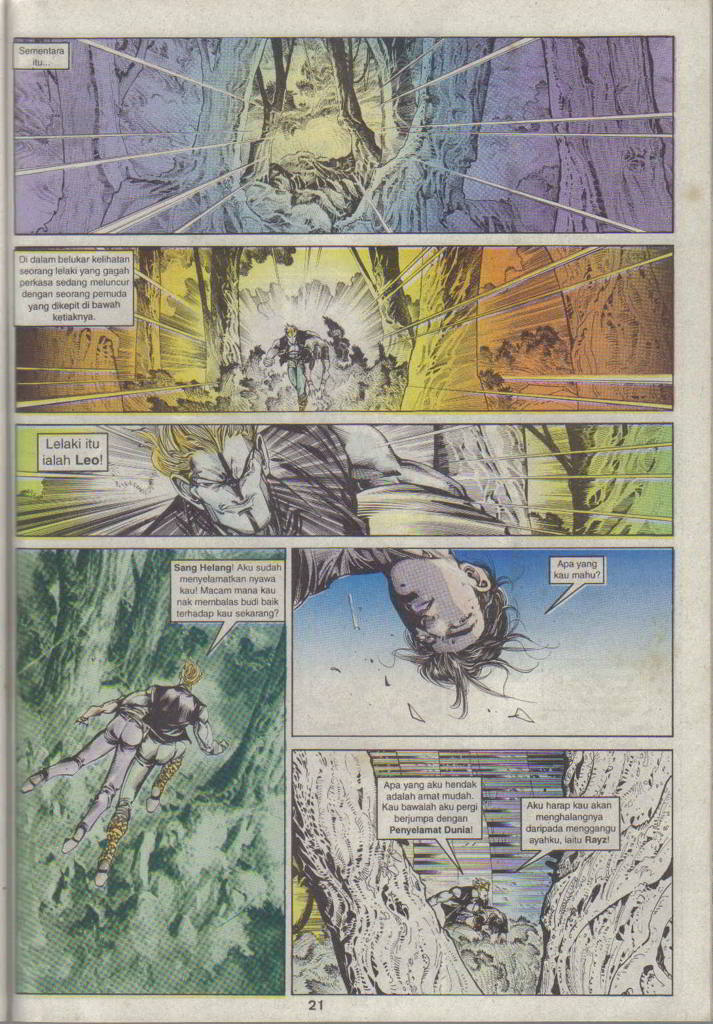 Sementara
itu...
Di dalam belukar kelihatan
seorang lelaki yang gagah
perkasa sedang meluncur
dengan seorang pemuda
yang dikepit di bawah
ketiaknya.
Lelaki itu
ialah Leo!
Sang Helang! Aku sudah
menyelamatkan nyawa
kau! Macam mana kau
nak membalas budi baik
terhadap kau sekarang?
Apa yang
kau mahu?
Apa yang aku hendak
adalah amat mudah.
Kau bawalah aku pergi
berjumpa dengan
Penyelamat Dunia!
Aku harap kau akan
menghalangnya
daripada menggangu
ayahku, iaitu Rayz!
21